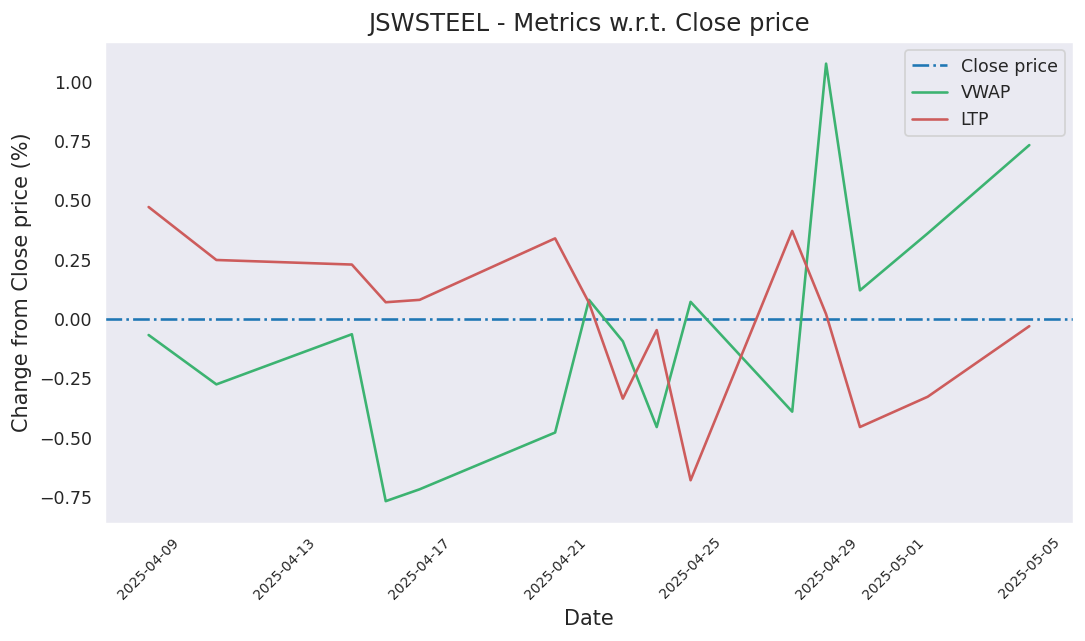 JSWSTEEL - Metrics w.r.t. Close price
Close price
VWAP
LTP
Change from Close price (%)
1.00
0.75
0.50
0.25
0.00
−0.25
−0.50
−0.75
2025-04-09
2025-04-13
2025-04-17
2025-04-21
2025-04-25
2025-04-29
2025-05-01
2025-05-05
Date